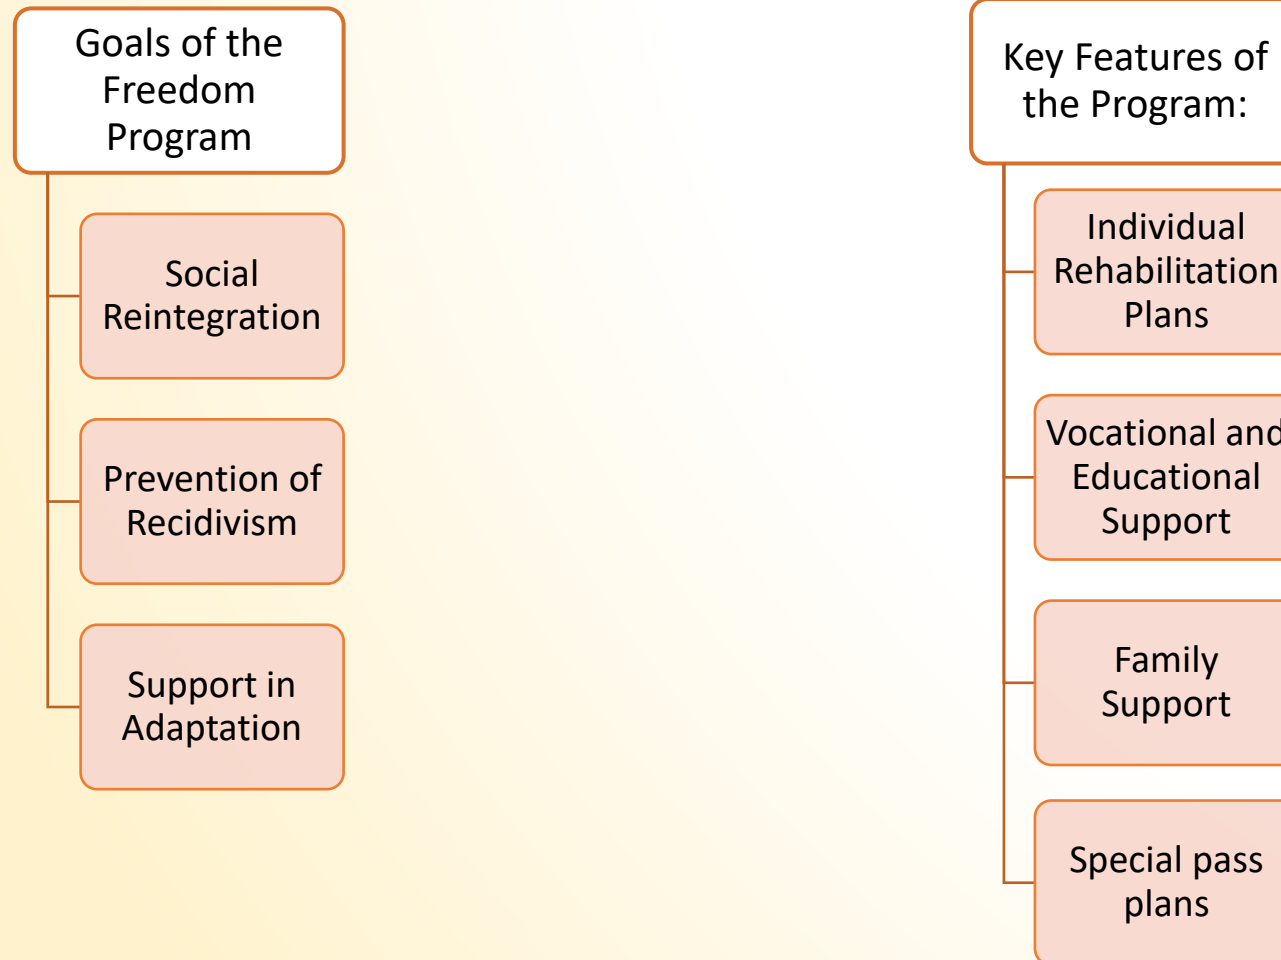 Goals of the
Freedom
Program
Social
Reintegration
Prevention of
Recidivism
Support in
Adaptation
Key Features of
the Program:
Individual
Rehabilitation
Plans
Vocational and
Educational
Support
Family
Support
Special pass
plans